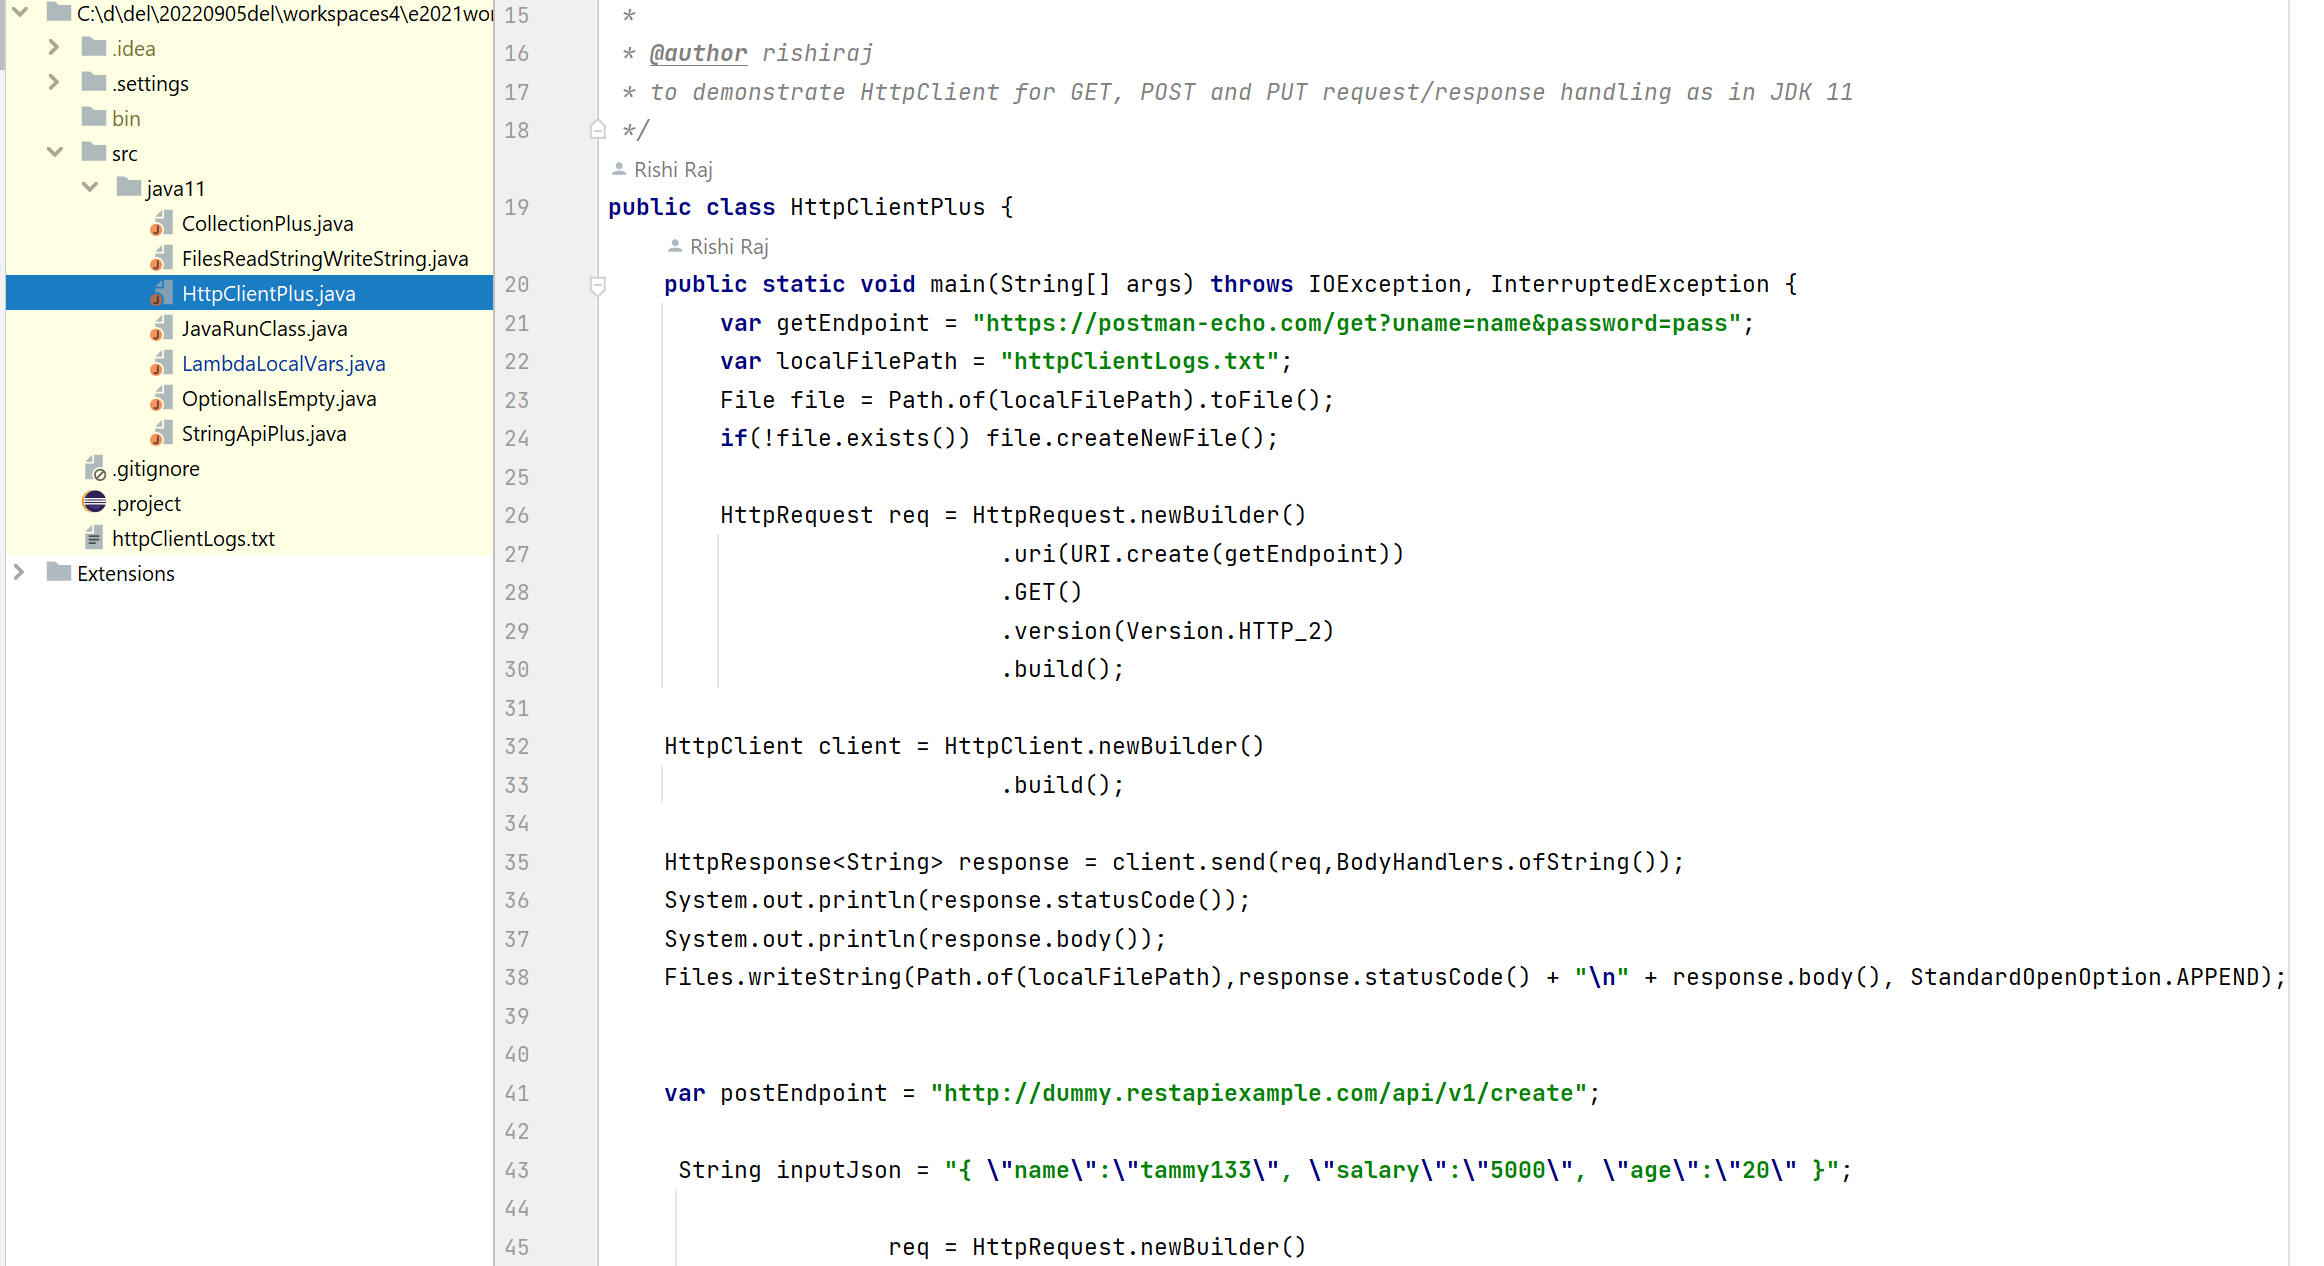 C:\d\del\20220905del\workspaces4\e2021wor
.idea
.settings
bin
src
java11
CollectionPlus.java
FilesReadStringWriteString.java
HttpClientPlus.java
JavaRunClass.java
LambdaLocalVars.java
OptionalIsEmpty.java
StringApiPlus.java
.gitignore
.project
httpClientLogs.txt
Extensions
15 *
16 * @author rishiraj
17 * to demonstrate HttpClient for GET, POST and PUT request/response handling as in JDK 11
18 */
Rishi Raj
19 public class HttpClientPlus {
Rishi Raj
20 public static void main(String[] args) throws IOException, InterruptedException {
21 var getEndpoint = "https://postman-echo.com/get?uname=name&password=pass";
22 var localFilePath = "httpClientLogs.txt";
23 File file = Path.of(localFilePath).toFile();
24 if(!file.exists()) file.createNewFile();
25
26 HttpRequest req = HttpRequest.newBuilder()
27 .uri(URI.create(getEndpoint))
28 .GET()
29 .version(Version.HTTP_2)
30 .build();
31
32 HttpClient client = HttpClient.newBuilder()
33 .build();
34
35 HttpResponse<String> response = client.send(req,BodyHandlers.ofString());
36 System.out.println(response.statusCode());
37 System.out.println(response.body());
38 Files.writeString(Path.of(localFilePath),response.statusCode() + "\n" + response.body(), StandardOpenOption.APPEND);
39
40
41 var postEndpoint = "http://dummy.restapiexample.com/api/v1/create";
42
43 String inputJson = "{ \"name\":\"tammy133\", \"salary\":\"5000\", \"age\":\"20\" }";
44
45 req = HttpRequest.newBuilder()